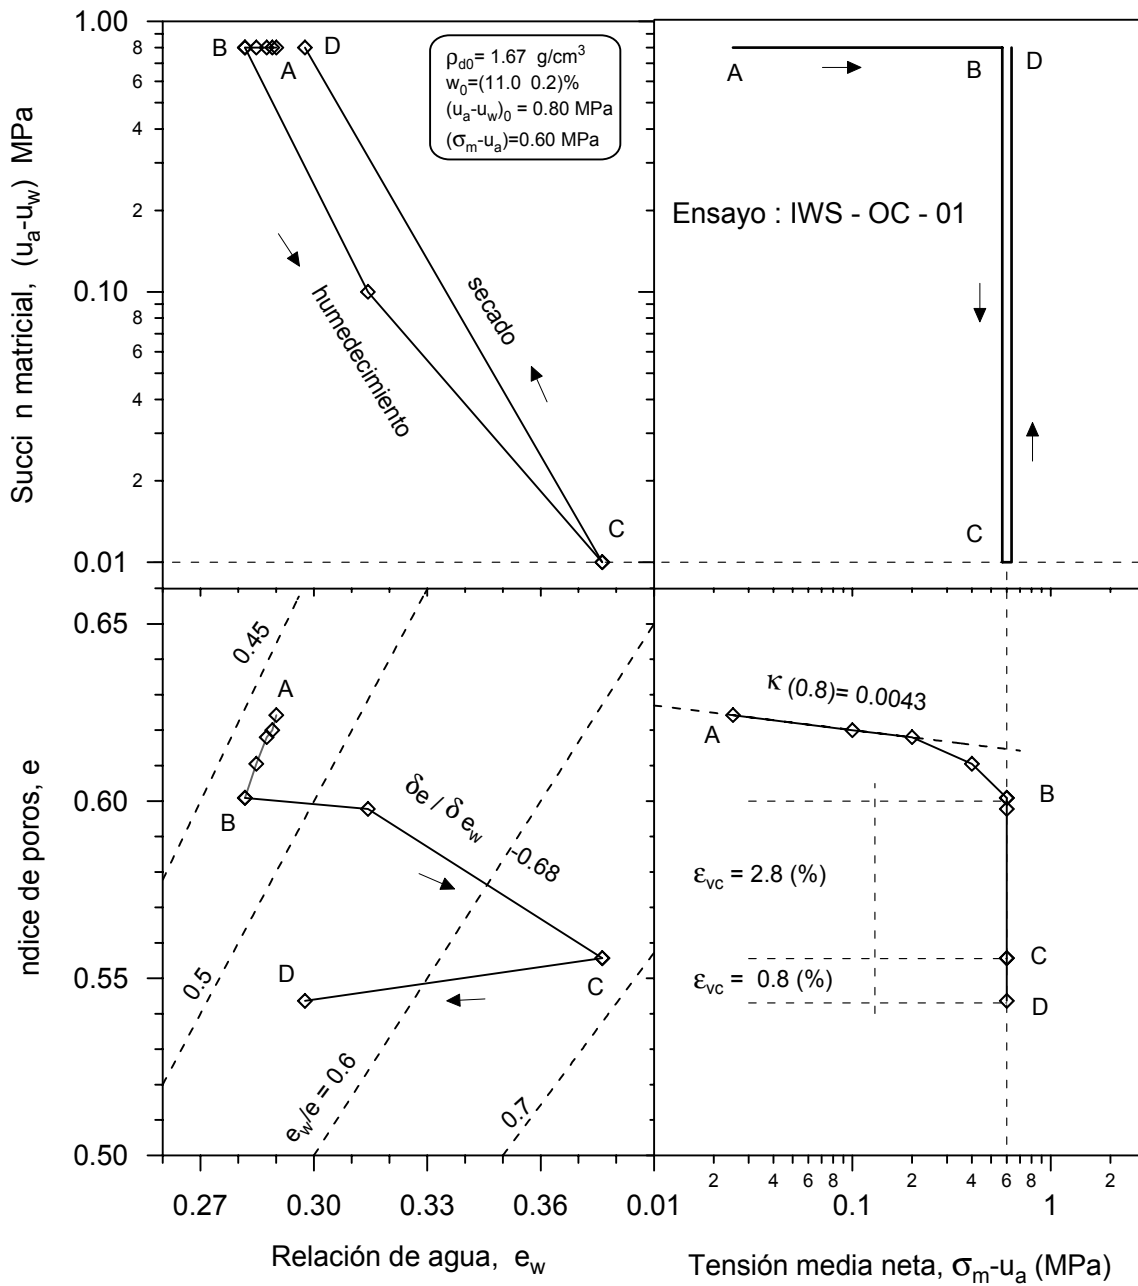 1.00
8
6
4
2
0.10
8
6
4
2
0.01
Succi n matricial, (ua-uw) MPa
B
A
D
ρd0= 1.67 g/cm3
w0=(11.0 0.2)%
(ua-uw)0 = 0.80 MPa
(σm-ua)=0.60 MPa
humedecimiento
secado
C
A
B
D
Ensayo : IWS - OC - 01
C
0.65
0.60
0.55
0.50
ndice de poros, e
0.45
A
B
δe / δ ew
-0.68
D
C
0.5
ew/e = 0.6
0.7
0.27
0.30
0.33
0.36
Relación de agua, ew
κ (0.8)= 0.0043
A
B
εvc = 2.8 (%)
C
εvc = 0.8 (%)
D
0.01
2
4
6
8
0.1
2
4
6
8
1
2
Tensión media neta, σm-ua (MPa)